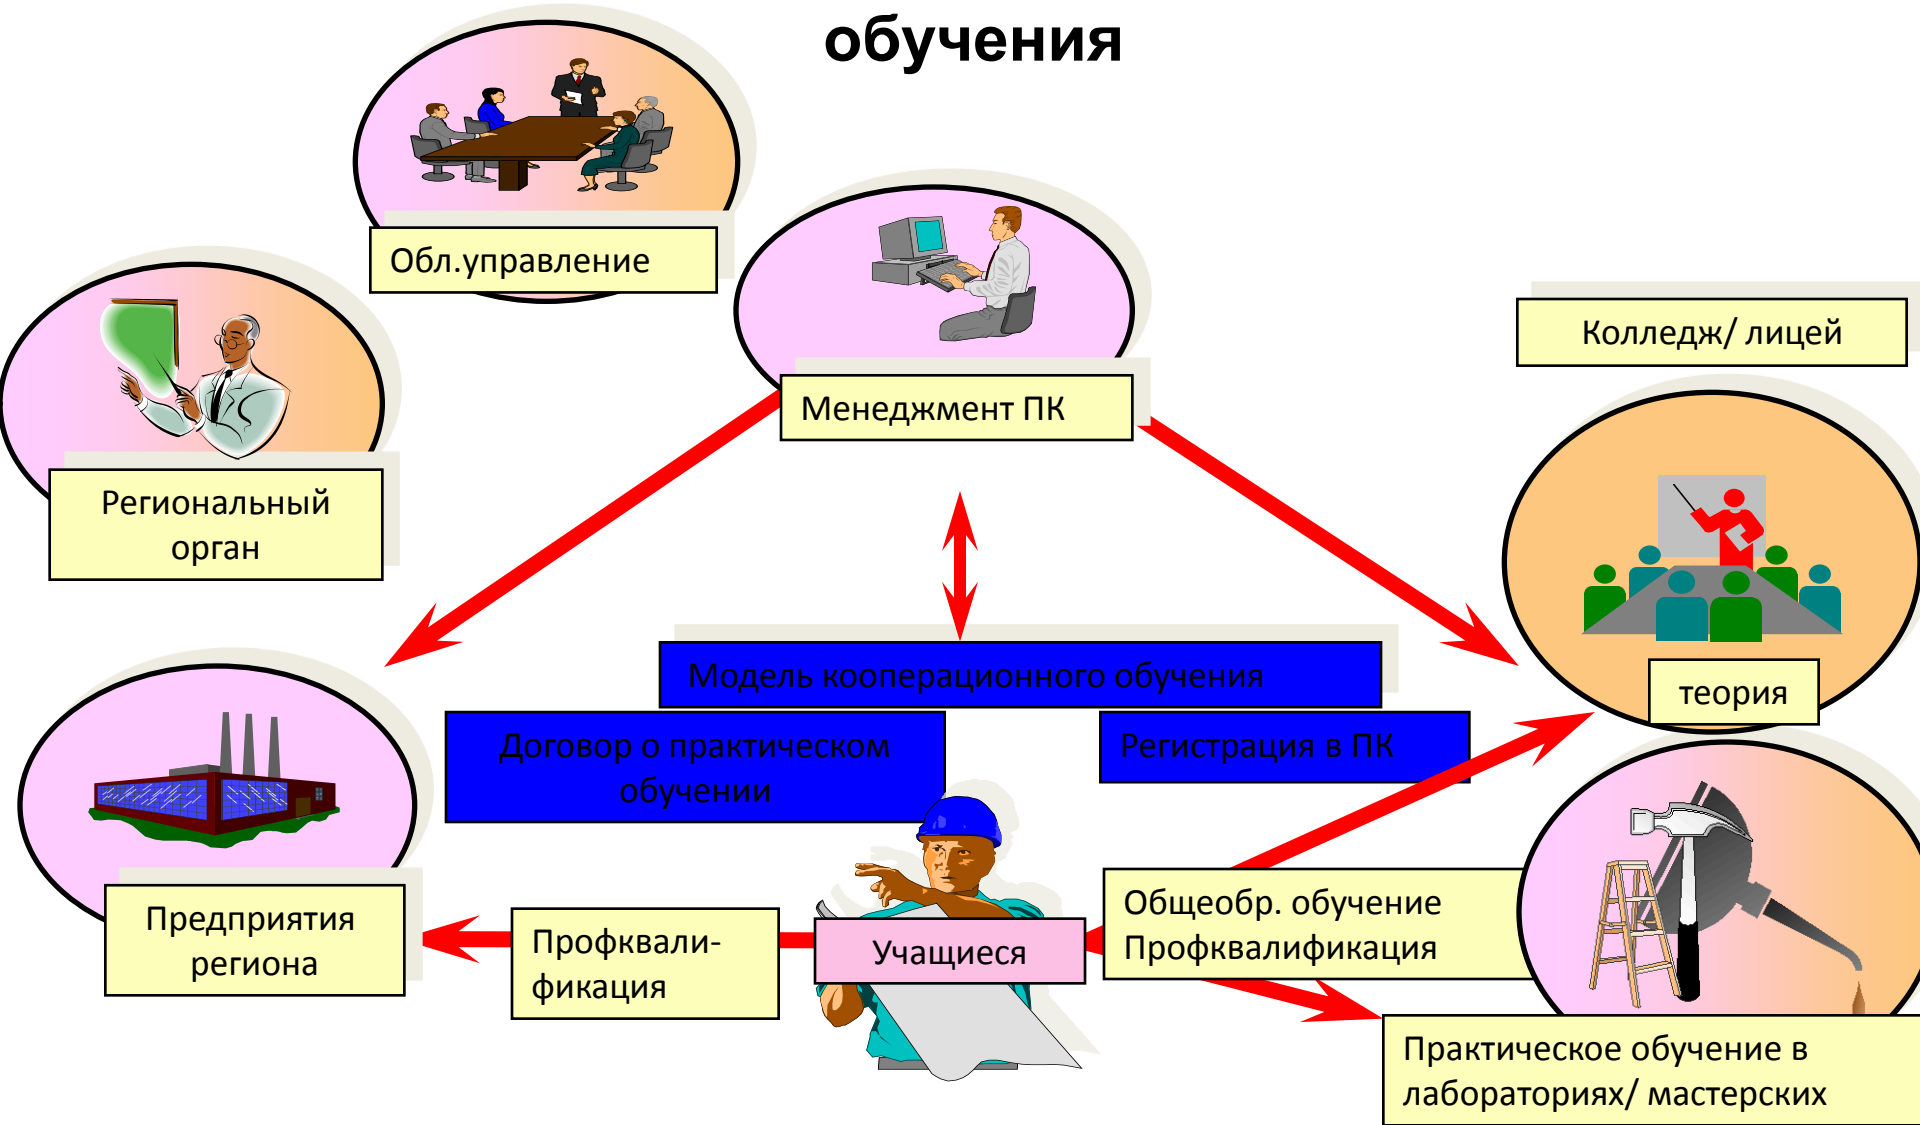 обучения
Обл.управление
Менеджмент ПК
Колледж/ лицей
Региональный
орган
теория
Модель кооперационного обучения
Договор о практическом
обучении
Регистрация в ПК
Предприятия
региона
Профквали-
фикация
Учащиеся
Общеобр. обучение
Профквалификация
Практическое обучение в
лабораториях/ мастерских